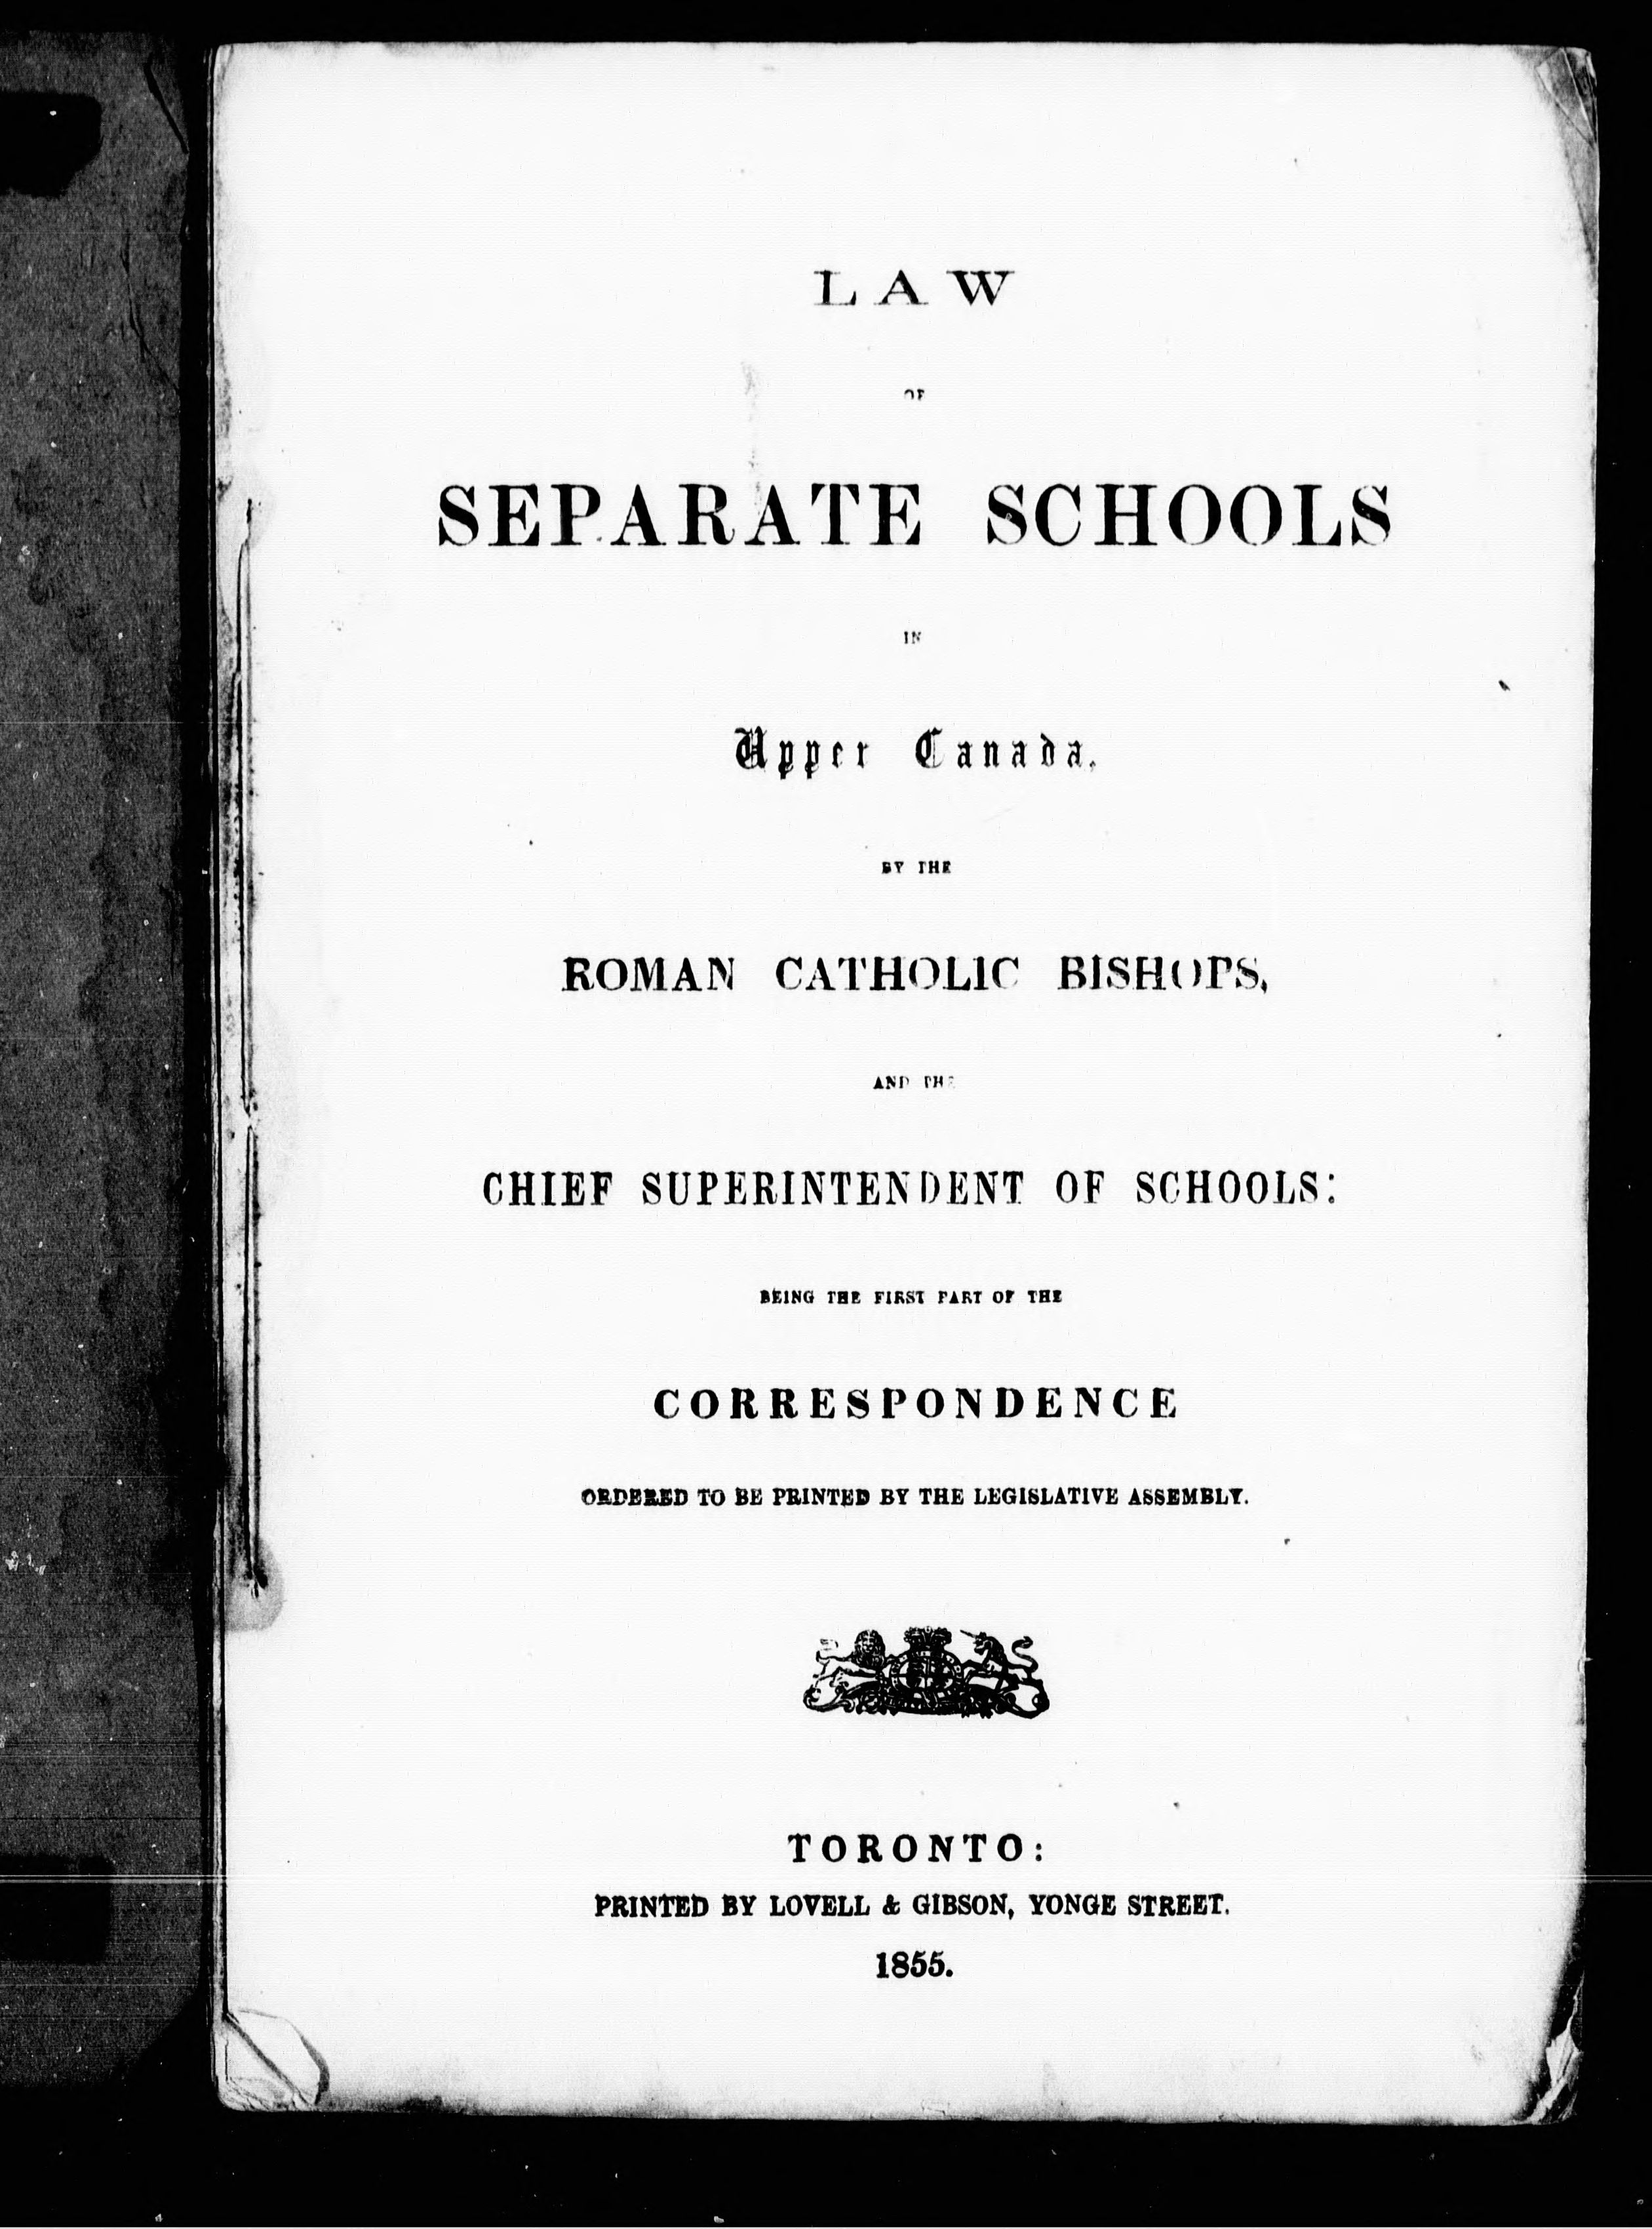 LAW
OF
SEPARATE SCHOOLS
IN
Upper Canada,
BY THE
ROMAN CATHOLIC BISHOPS,
AND THE
CHIEF SUPERINTENDENT OF SCHOOLS:
BEING THE FIRST PART OF THE
CORRESPONDENCE
ORDERED TO BE PRINTED BY THE LEGISLATIVE ASSEMBLY.
TORONTO:
PRINTED BY LOVELL & GIBSON, YONGE STREET.
1855.